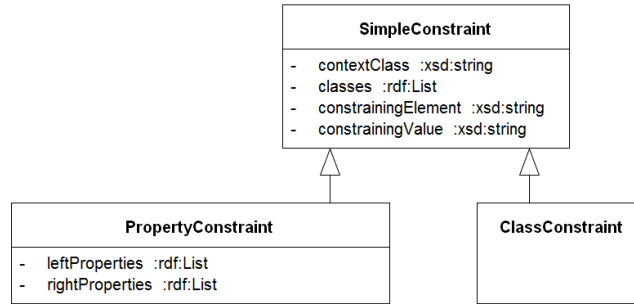 SimpleConstraint
- contextClass :xsd:string
- classes :rdf:List
- constrainingElement :xsd:string
- constrainingValue :xsd:string
PropertyConstraint
- leftProperties :rdf:List
- rightProperties :rdf:List
ClassConstraint